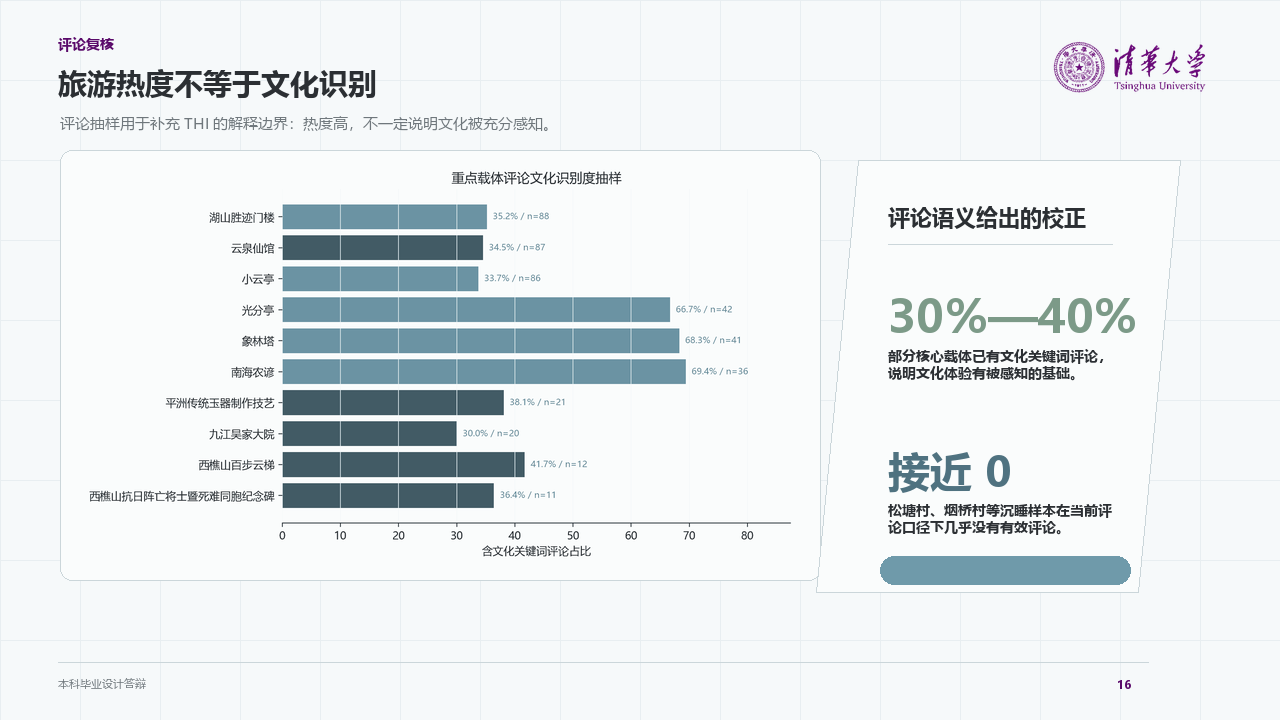 评论复核
旅游热度不等于文化识别
评论抽样用于补充 THI 的解释边界：热度高，不一定说明文化被充分感知。
清华大学
Tsinghua University
重点载体评论文化识别度抽样
湖山胜迹门楼 35.2% / n=88
云泉仙馆 34.5% / n=87
小云亭 33.7% / n=86
光分亭 66.7% / n=42
象林塔 68.3% / n=41
南海农谚 69.4% / n=36
平洲传统玉器制作技艺 38.1% / n=21
九江吴家大院 30.0% / n=20
西樵山百步云梯 41.7% / n=12
西樵山抗日阵亡将士暨死难同胞纪念碑 36.4% / n=11
0 10 20 30 40 50 60 70 80
含文化关键词评论占比
评论语义给出的校正
30%—40%
部分核心载体已有文化关键词评论，
说明文化体验有被感知的基础。
接近 0
松塘村、烟桥村等沉睡样本在当前评
论口径下几乎没有有效评论。
本科毕业设计答辩
16